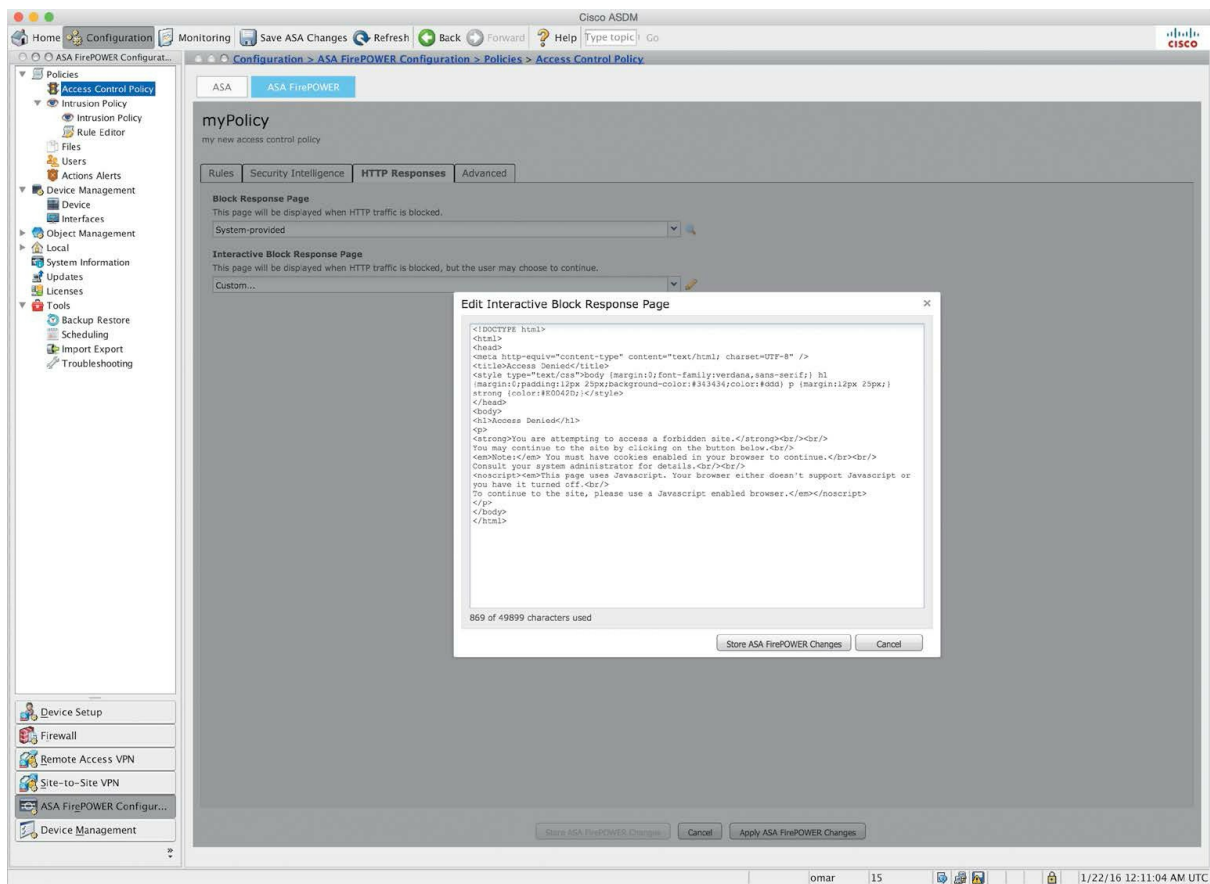 Cisco ASDM
Home Configuration Monitoring Save ASA Changes Refresh Back Forward Help Type topic Go
CISCO
ASA FirePOWER Configurat...
Configuration > ASA FirePOWER Configuration > Policies > Access Control Policy
Policies
Access Control Policy
Intrusion Policy
Intrusion Policy
Rule Editor
Files
Users
Actions Alerts
Device Management
Device
Interfaces
Object Management
Local
System Information
Updates
Licenses
Tools
Backup Restore
Scheduling
Import Export
Troubleshooting
ASA ASA FirePOWER
myPolicy
my new access control policy
Rules Security Intelligence HTTP Responses Advanced
Block Response Page
This page will be displayed when HTTP traffic is blocked.
System-provided
Interactive Block Response Page
This page will be displayed when HTTP traffic is blocked, but the user may choose to continue.
Custom...
Edit Interactive Block Response Page
<!DOCTYPE html>
<html>
<head>
<meta http-equiv="content-type" content="text/html; charset=UTF-8" />
<title>Access Denied</title>
<style type="text/css">body {margin:0;font-family:verdana,sans-serif;} h1
{margin:0;padding:12px 25px;background-color:#343434;color:#ddd} p {margin:12px 25px;}
strong {color:#E0042D;}</style>
</head>
<body>
<h1>Access Denied</h1>
<p>
<strong>You are attempting to access a forbidden site.</strong><br/><br/>
You may continue to the site by clicking on the button below.<br/>
<em>Note:</em> You must have cookies enabled in your browser to continue.</br><br/>
Consult your system administrator for details.<br/><br/>
<noscript><em>This page uses Javascript. Your browser either doesn't support Javascript or
you have it turned off.<br/>
To continue to the site, please use a Javascript enabled browser.</em></noscript>
</p>
</body>
</html>
869 of 49899 characters used
Store ASA FirePOWER Changes Cancel
Device Setup
Firewall
Remote Access VPN
Site-to-Site VPN
ASA FirePOWER Configur...
Device Management
Store ASA FirePOWER Changes Cancel Apply ASA FirePOWER Changes
omar 15 1/22/16 12:11:04 AM UTC